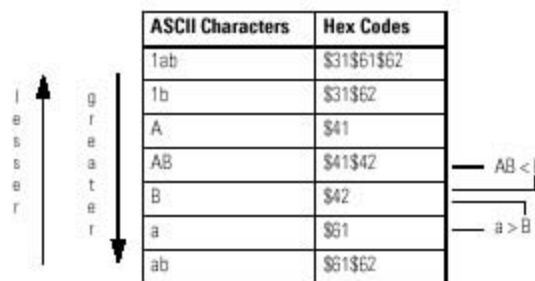 ASCII Characters Hex Codes
1ab $31$61$62
1b $31$62
A $41
AB $41$42
B $42
a $61
ab $61$62
lesser
greater
AB <
a > B